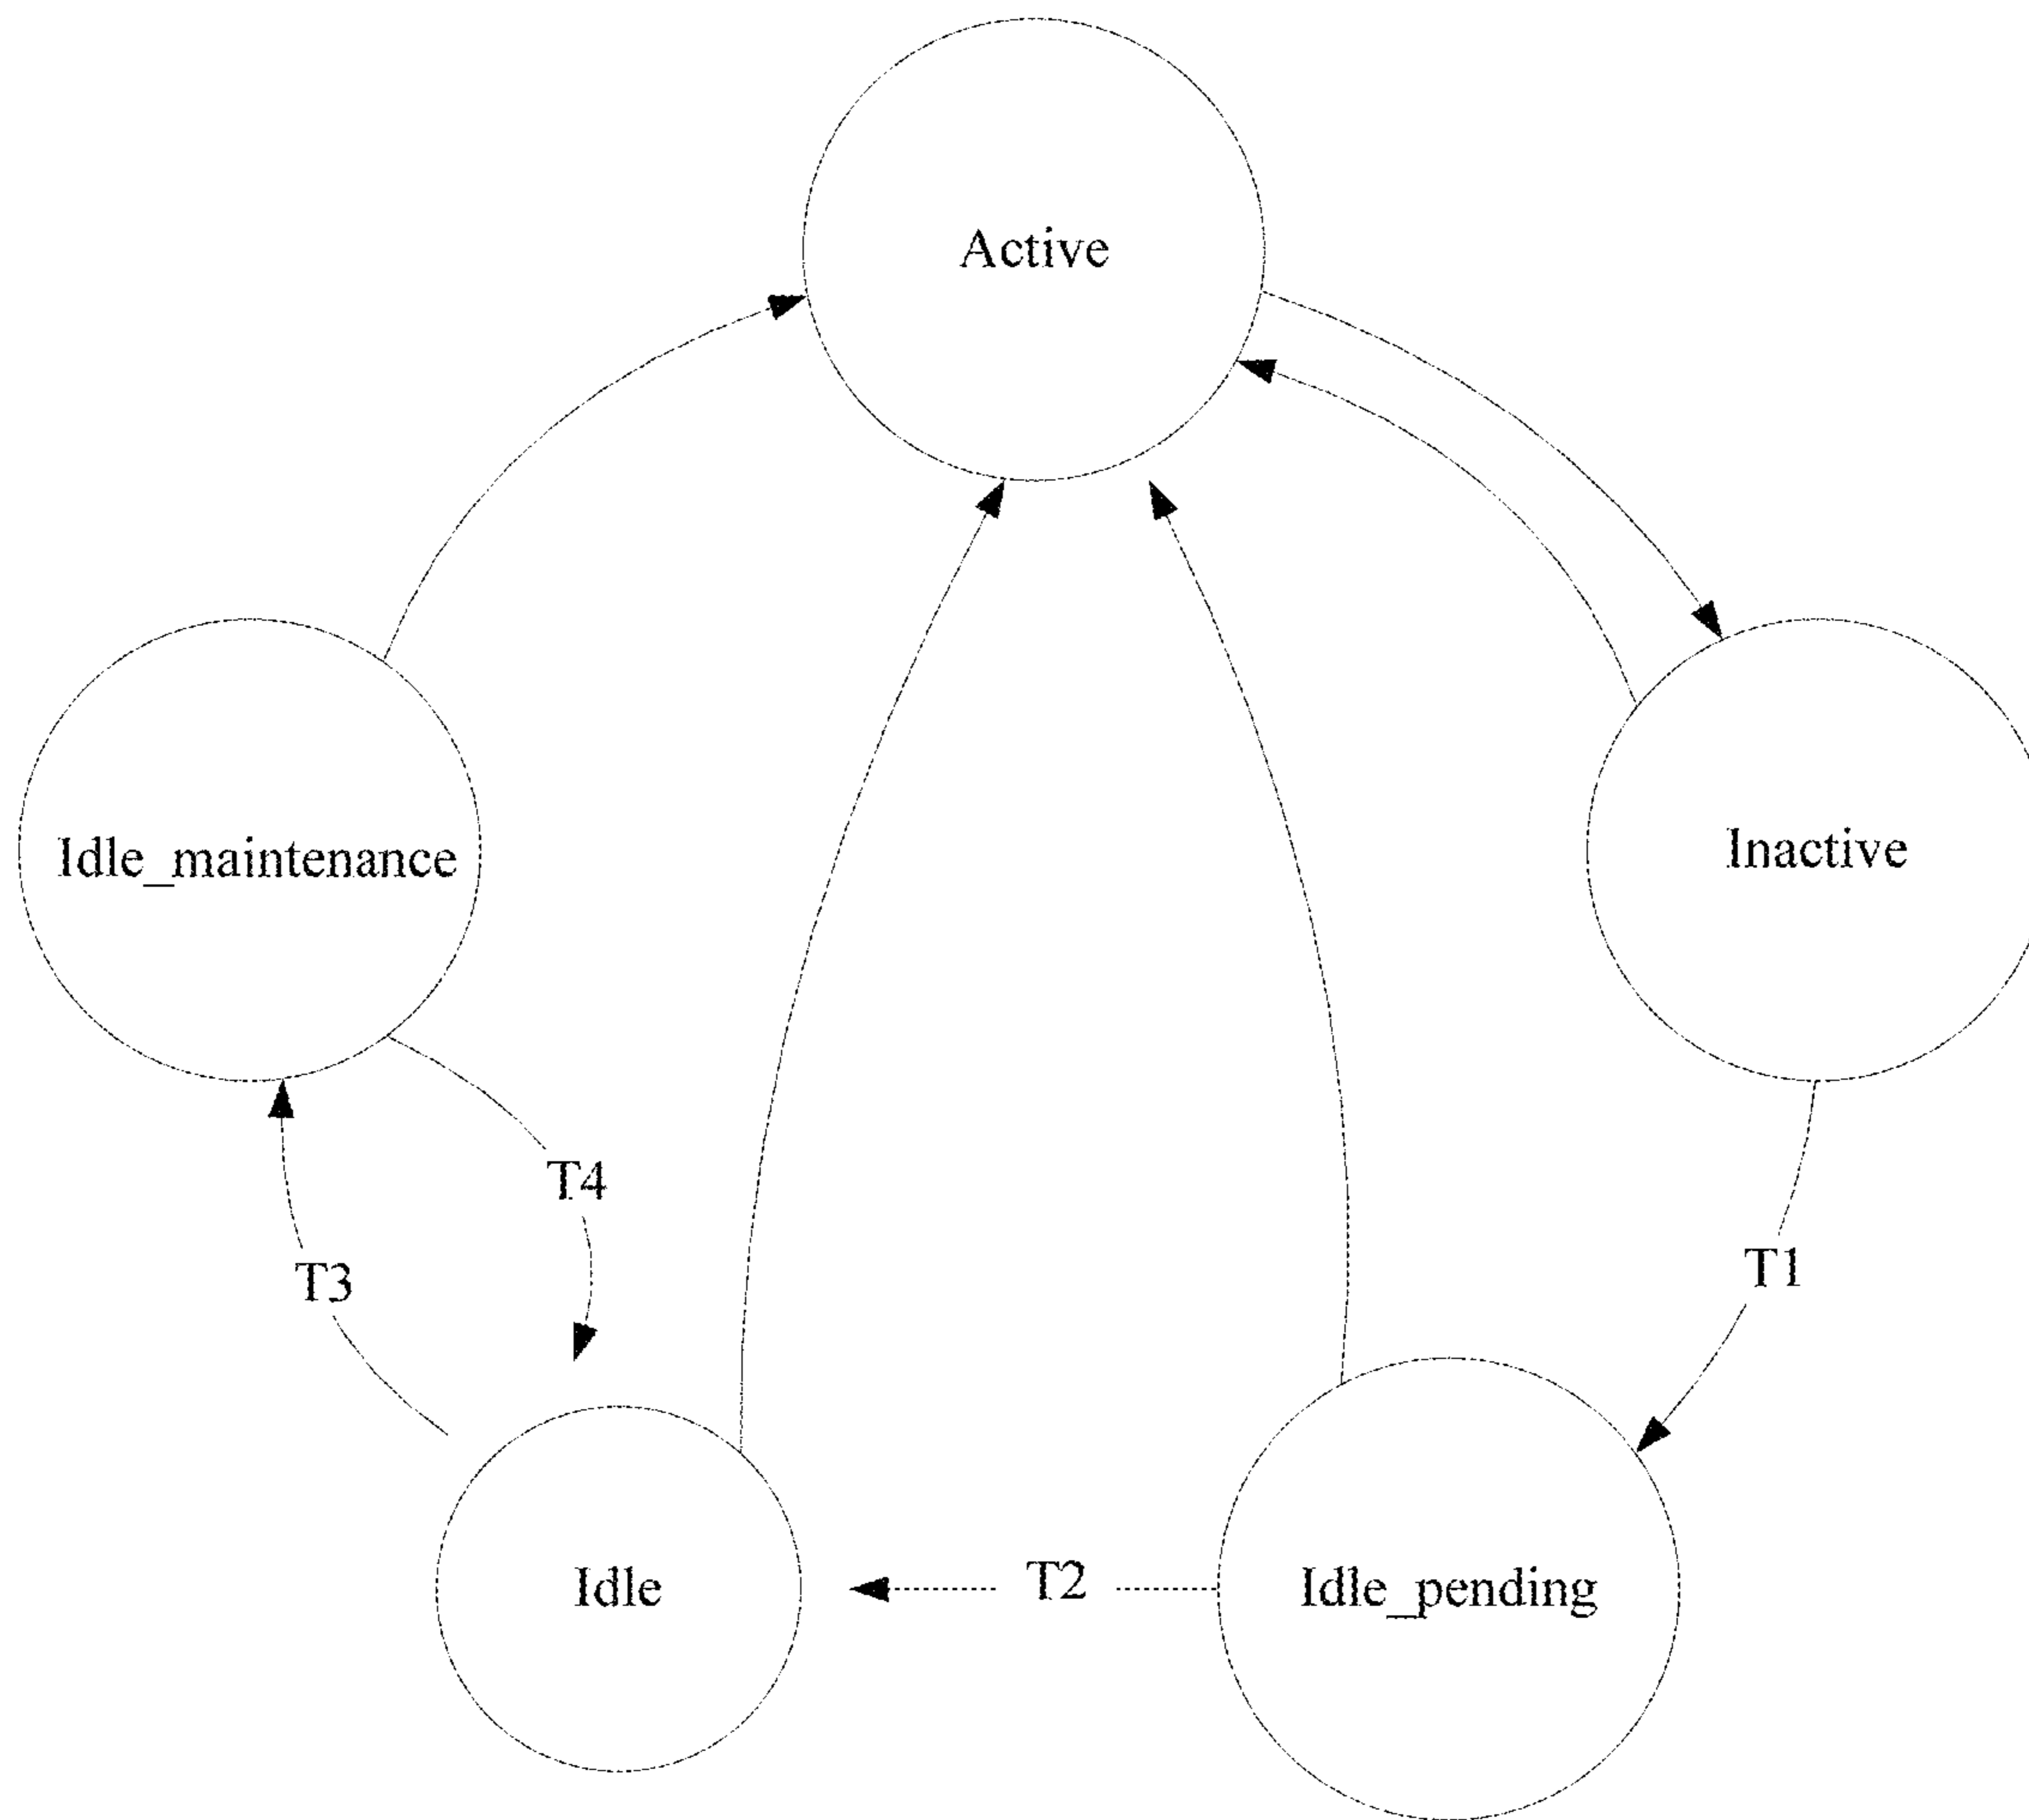 Active
Idle_maintenance
Inactive
T4
T3
T1
Idle
T2
Idle_pending